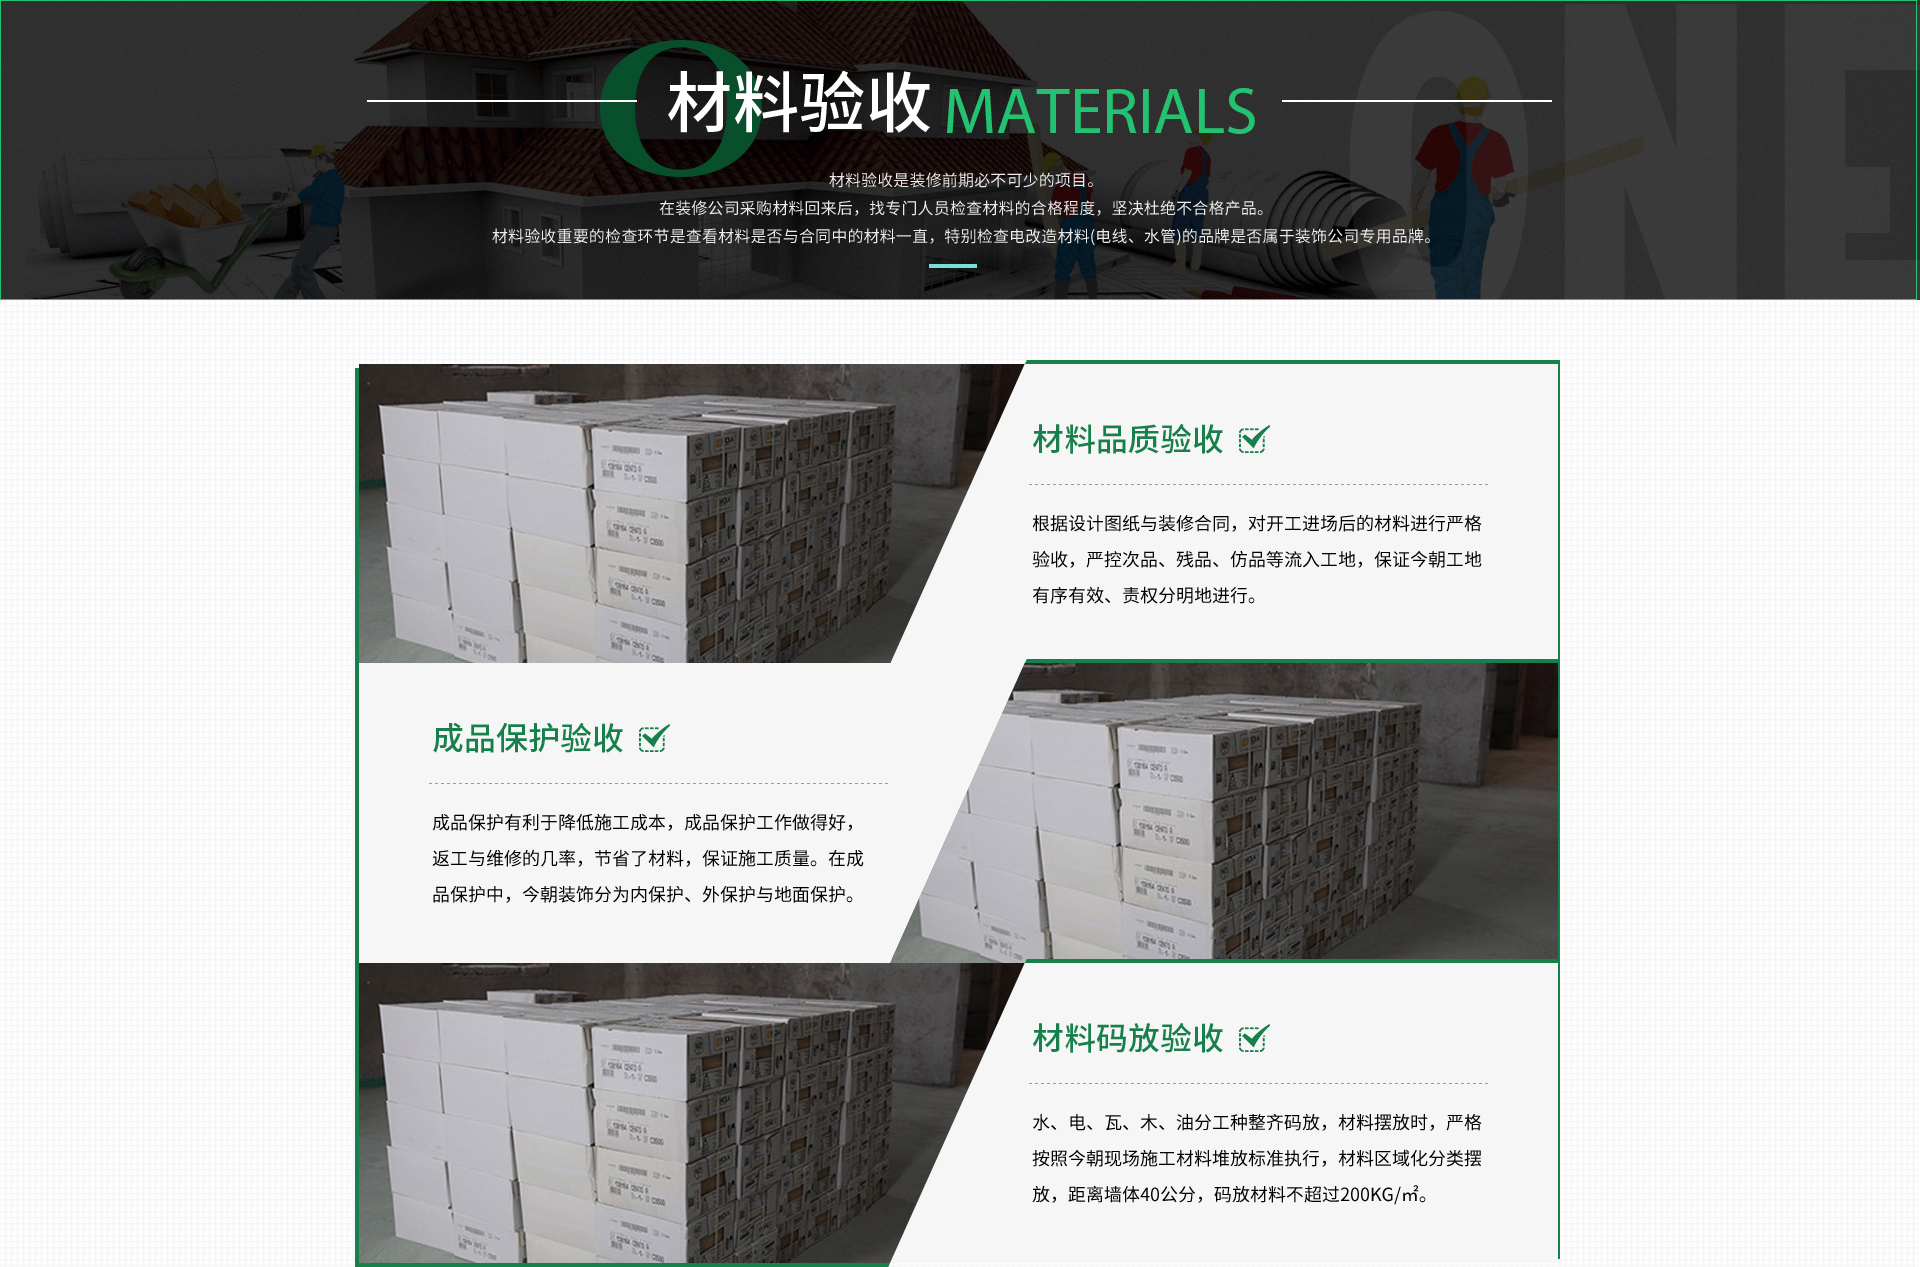 ONE
材料验收 MATERIALS
材料验收是装修前期必不可少的项目。
在装修公司采购材料回来后，找专门人员检查材料的合格程度，坚决杜绝不合格产品。
材料验收重要的检查环节是查看材料是否与合同中的材料一直，特别检查电改造材料(电线、水管)的品牌是否属于装饰公司专用品牌。
材料品质验收
根据设计图纸与装修合同，对开工进场后的材料进行严格
验收，严控次品、残品、仿品等流入工地，保证今朝工地
有序有效、责权分明地进行。
成品保护验收
成品保护有利于降低施工成本，成品保护工作做得好，
返工与维修的几率，节省了材料，保证施工质量。在成
品保护中，今朝装饰分为内保护、外保护与地面保护。
材料码放验收
水、电、瓦、木、油分工种整齐码放，材料摆放时，严格
按照今朝现场施工材料堆放标准执行，材料区域化分类摆
放，距离墙体40公分，码放材料不超过200KG/㎡。